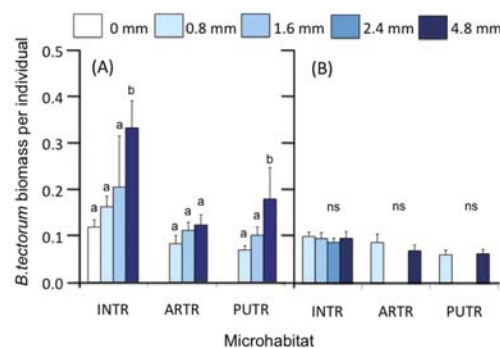 0 mm 0.8 mm 1.6 mm 2.4 mm 4.8 mm
(A) (B)
B.tectorum biomass per individual
0.5
0.4
0.3
0.2
0.1
0.0
a a a b
a a a
a a b
ns ns ns
INTR ARTR PUTR INTR ARTR PUTR
Microhabitat